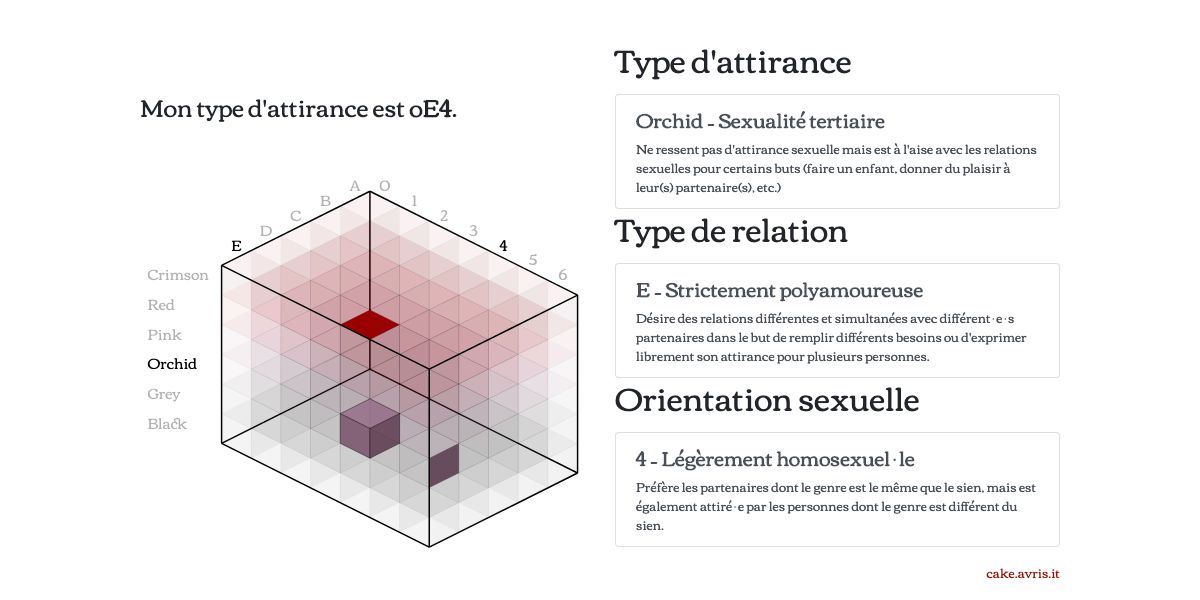 Mon type d'attirance est oE4.
A O
B 1
C 2
D 3
E 4
5
6
Crimson
Red
Pink
Orchid
Grey
Black
Type d'attirance
Orchid - Sexualité tertiaire
Ne ressent pas d'attirance sexuelle mais est à l'aise avec les relations
sexuelles pour certains buts (faire un enfant, donner du plaisir à
leur(s) partenaire(s), etc.)
Type de relation
E - Strictement polyamoureuse
Désire des relations différentes et simultanées avec différent·e·s
partenaires dans le but de remplir différents besoins ou d'exprimer
librement son attirance pour plusieurs personnes.
Orientation sexuelle
4 - Légèrement homosexuel·le
Préfère les partenaires dont le genre est le même que le sien, mais est
également attiré·e par les personnes dont le genre est différent du
sien.
cake.avris.it